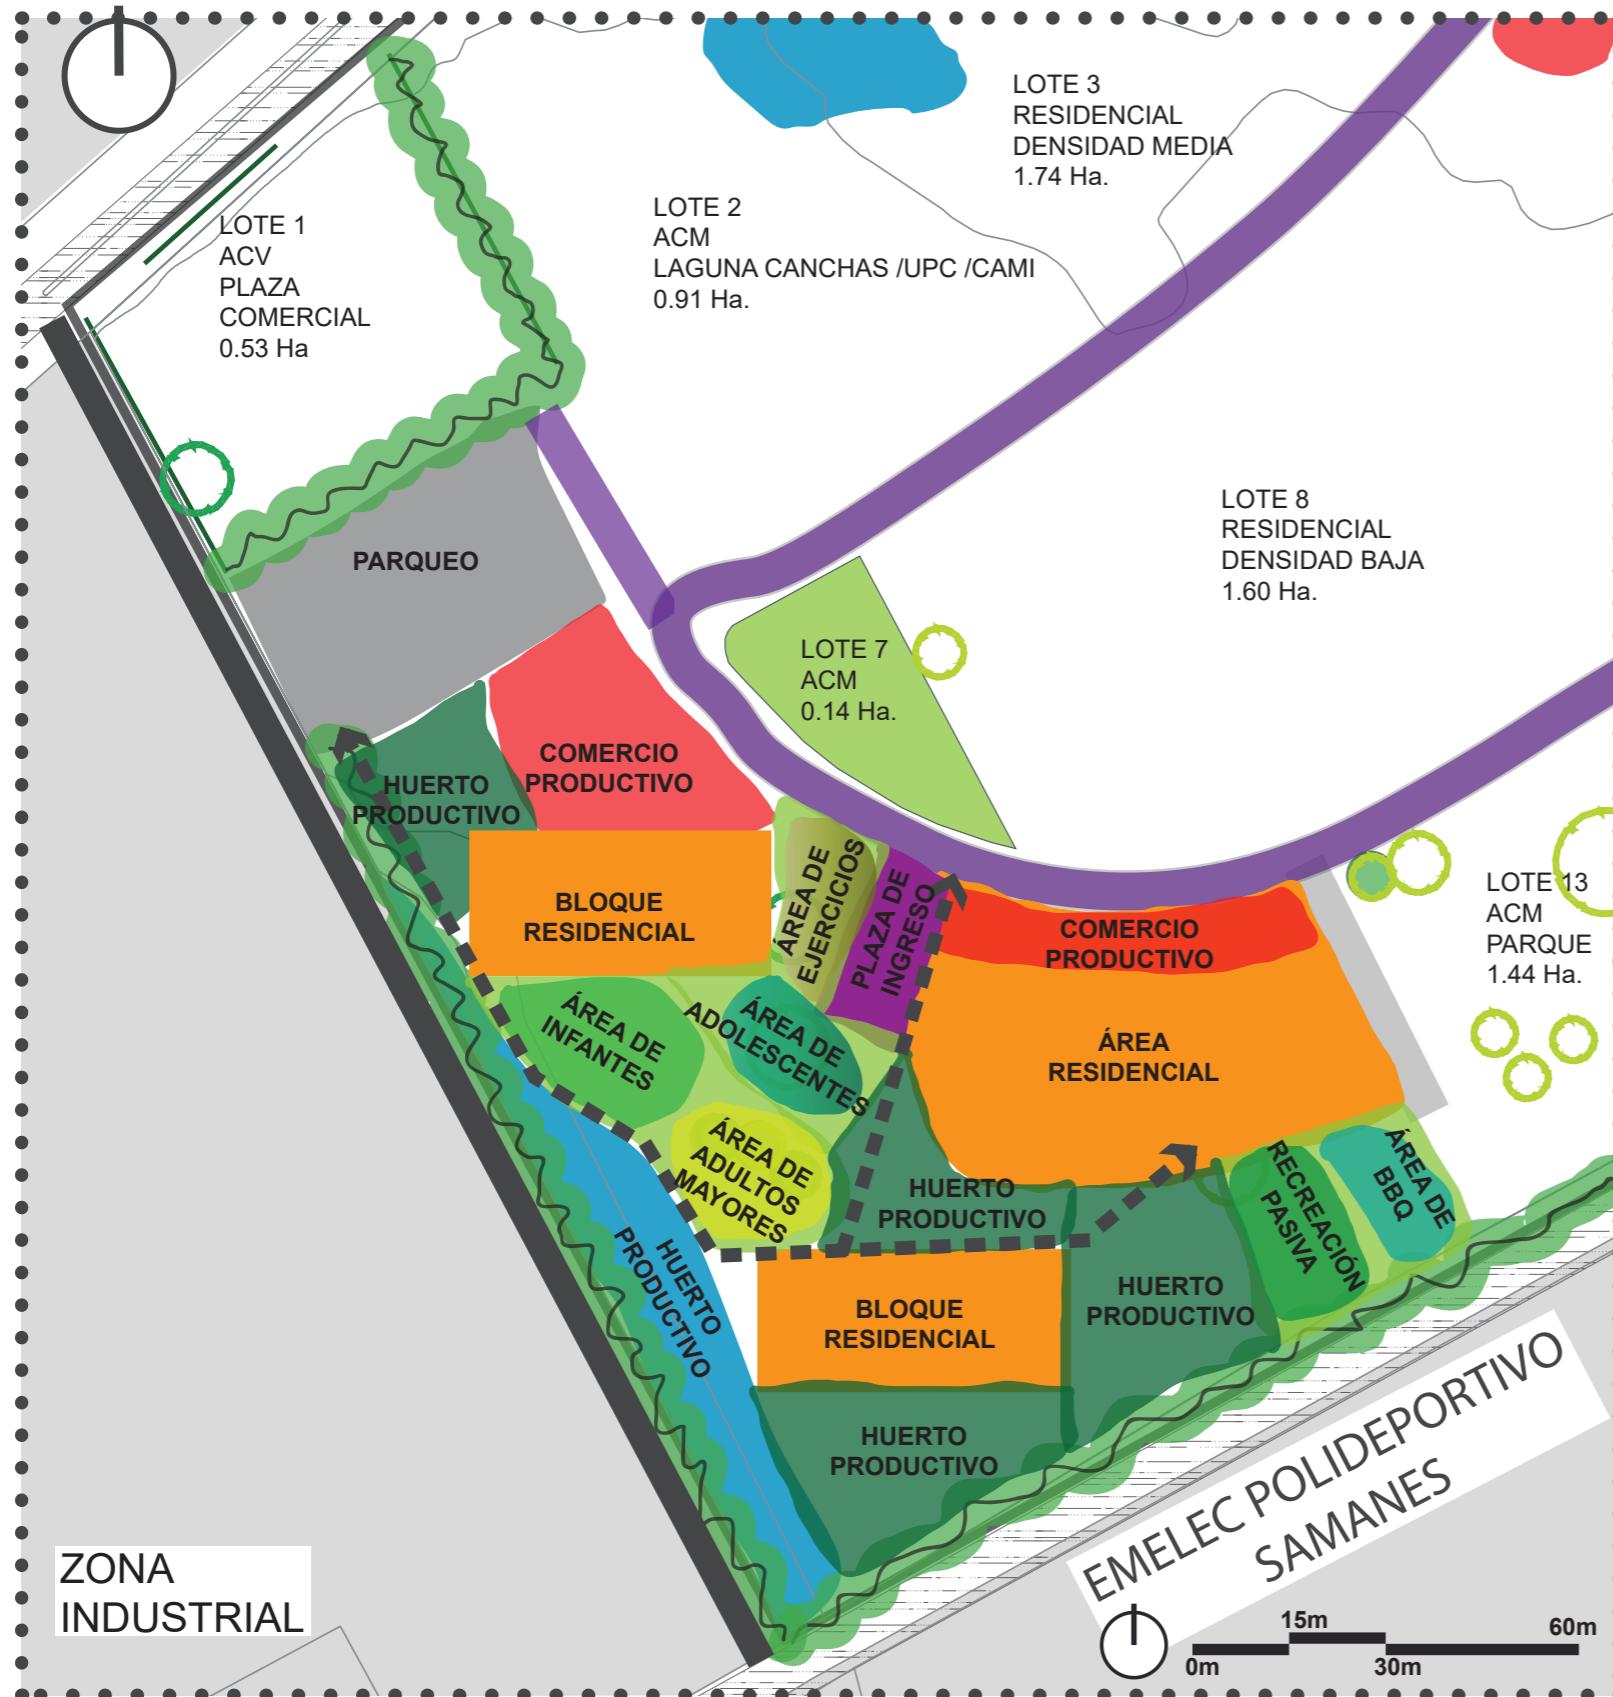 LOTE 3
RESIDENCIAL
DENSIDAD MEDIA
1.74 Ha.
LOTE 1
ACV
PLAZA
COMERCIAL
0.53 Ha
LOTE 2
ACM
LAGUNA CANCHAS /UPC /CAMI
0.91 Ha.
LOTE 8
RESIDENCIAL
DENSIDAD BAJA
1.60 Ha.
PARQUEO
LOTE 7
ACM
0.14 Ha.
COMERCIO
PRODUCTIVO
HUERTO
PRODUCTIVO
BLOQUE
RESIDENCIAL
ÁREA DE
EJERCICIOS
PLAZA DE
INGRESO
COMERCIO
PRODUCTIVO
LOTE 13
ACM
PARQUE
1.44 Ha.
ÁREA DE
INFANTES
ÁREA DE
ADOLESCENTES
ÁREA
RESIDENCIAL
ÁREA DE
ADULTOS
MAYORES
HUERTO
PRODUCTIVO
RECREACIÓN
PASIVA
ÁREA DE
BBQ
HUERTO
PRODUCTIVO
BLOQUE
RESIDENCIAL
HUERTO
PRODUCTIVO
HUERTO
PRODUCTIVO
EMELEC POLIDEPORTIVO
SAMANES
ZONA
INDUSTRIAL
15m
60m
0m
30m